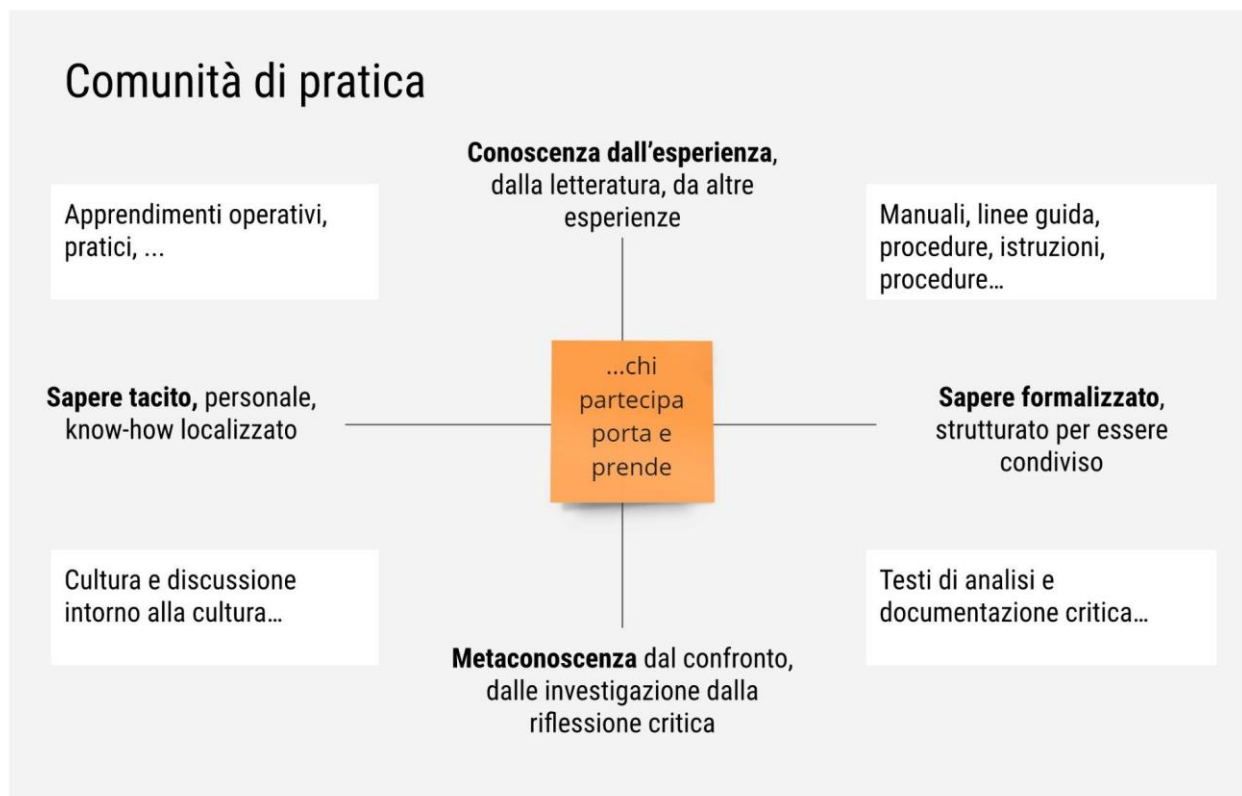 Comunità di pratica
Conoscenza dall'esperienza,
dalla letteratura, da altre
esperienze
Apprendimenti operativi,
pratici, ...
Manuali, linee guida,
procedure, istruzioni,
procedure…
...chi
partecipa
porta e
prende
Sapere tacito, personale,
know-how localizzato
Sapere formalizzato,
strutturato per essere
condiviso
Cultura e discussione
intorno alla cultura…
Testi di analisi e
documentazione critica…
Metaconoscenza dal confronto,
dalle investigazione dalla
riflessione critica